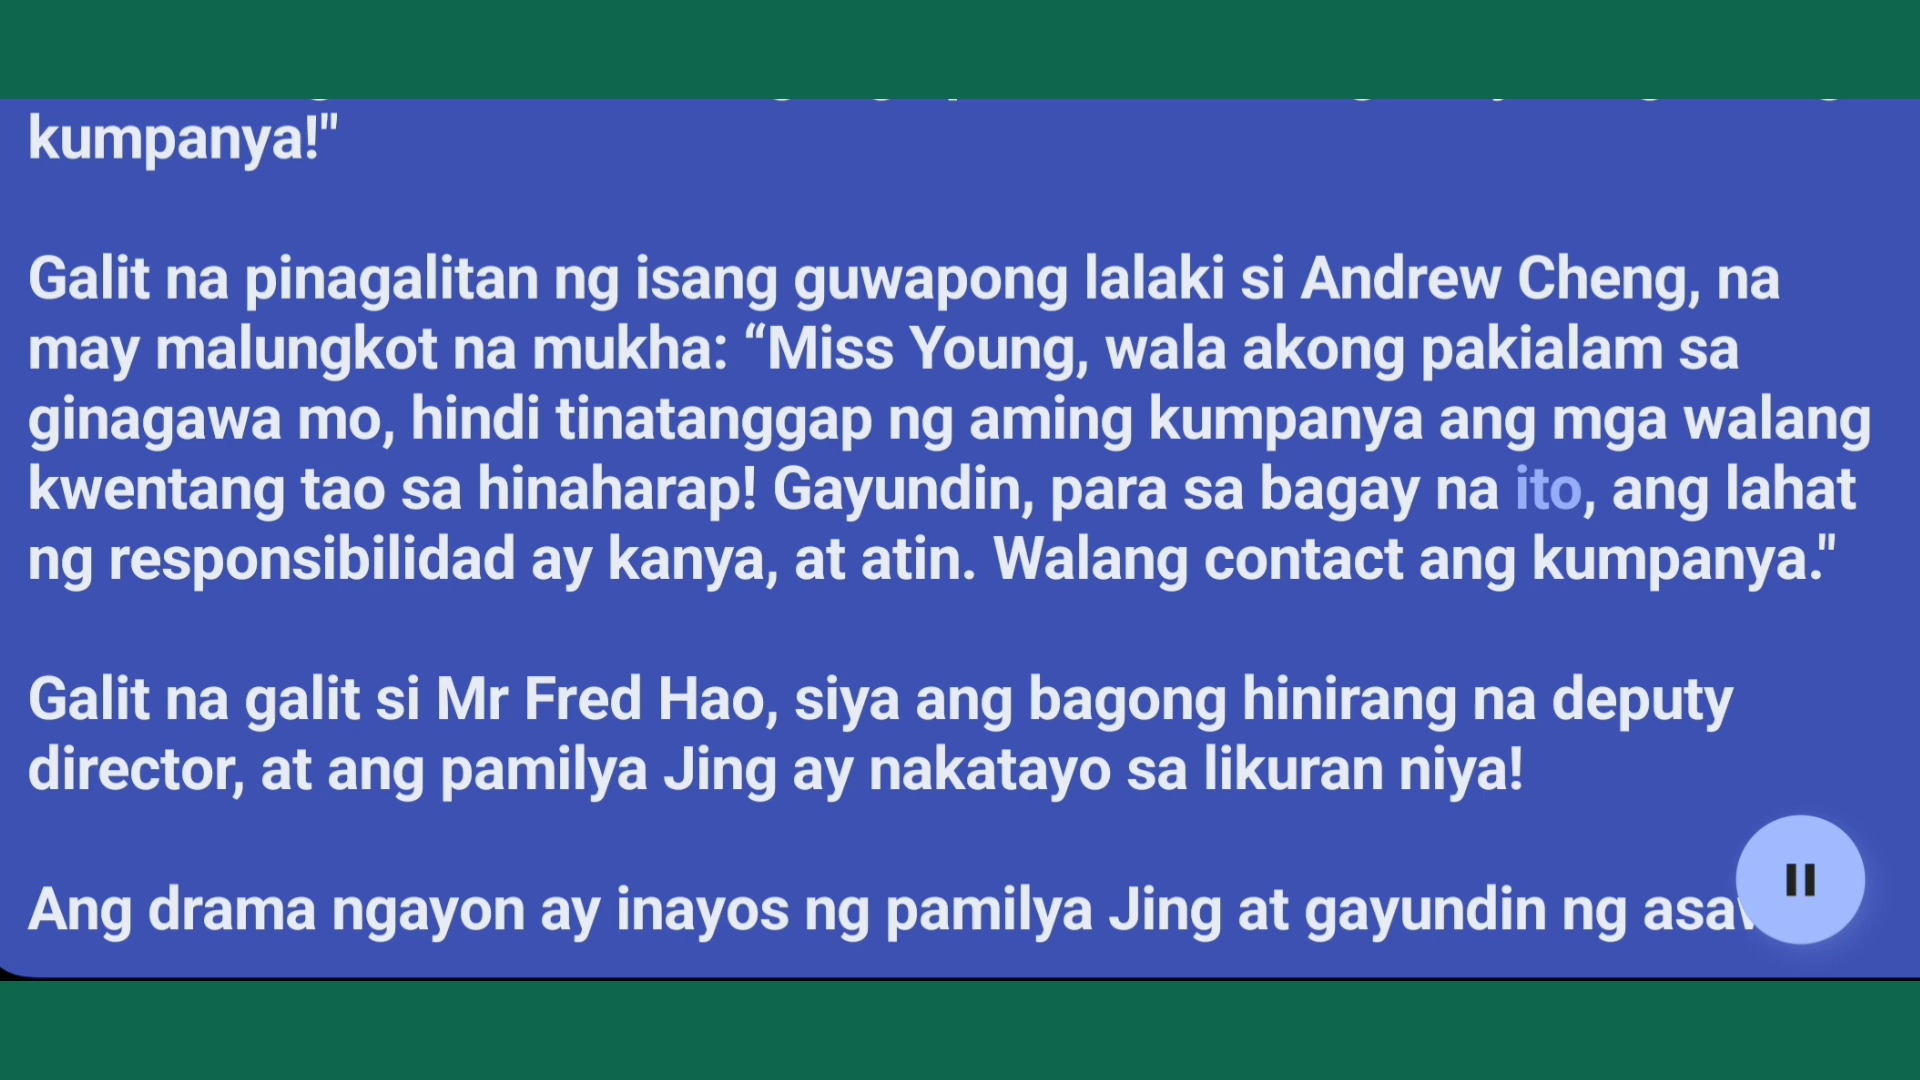 kumpanya!"
Galit na pinagalitan ng isang guwapong lalaki si Andrew Cheng, na
may malungkot na mukha: “Miss Young, wala akong pakialam sa
ginagawa mo, hindi tinatanggap ng aming kumpanya ang mga walang
kwentang tao sa hinaharap! Gayundin, para sa bagay na ito, ang lahat
ng responsibilidad ay kanya, at atin. Walang contact ang kumpanya."
Galit na galit si Mr Fred Hao, siya ang bagong hinirang na deputy
director, at ang pamilya Jing ay nakatayo sa likuran niya!
Ang drama ngayon ay inayos ng pamilya Jing at gayundin ng